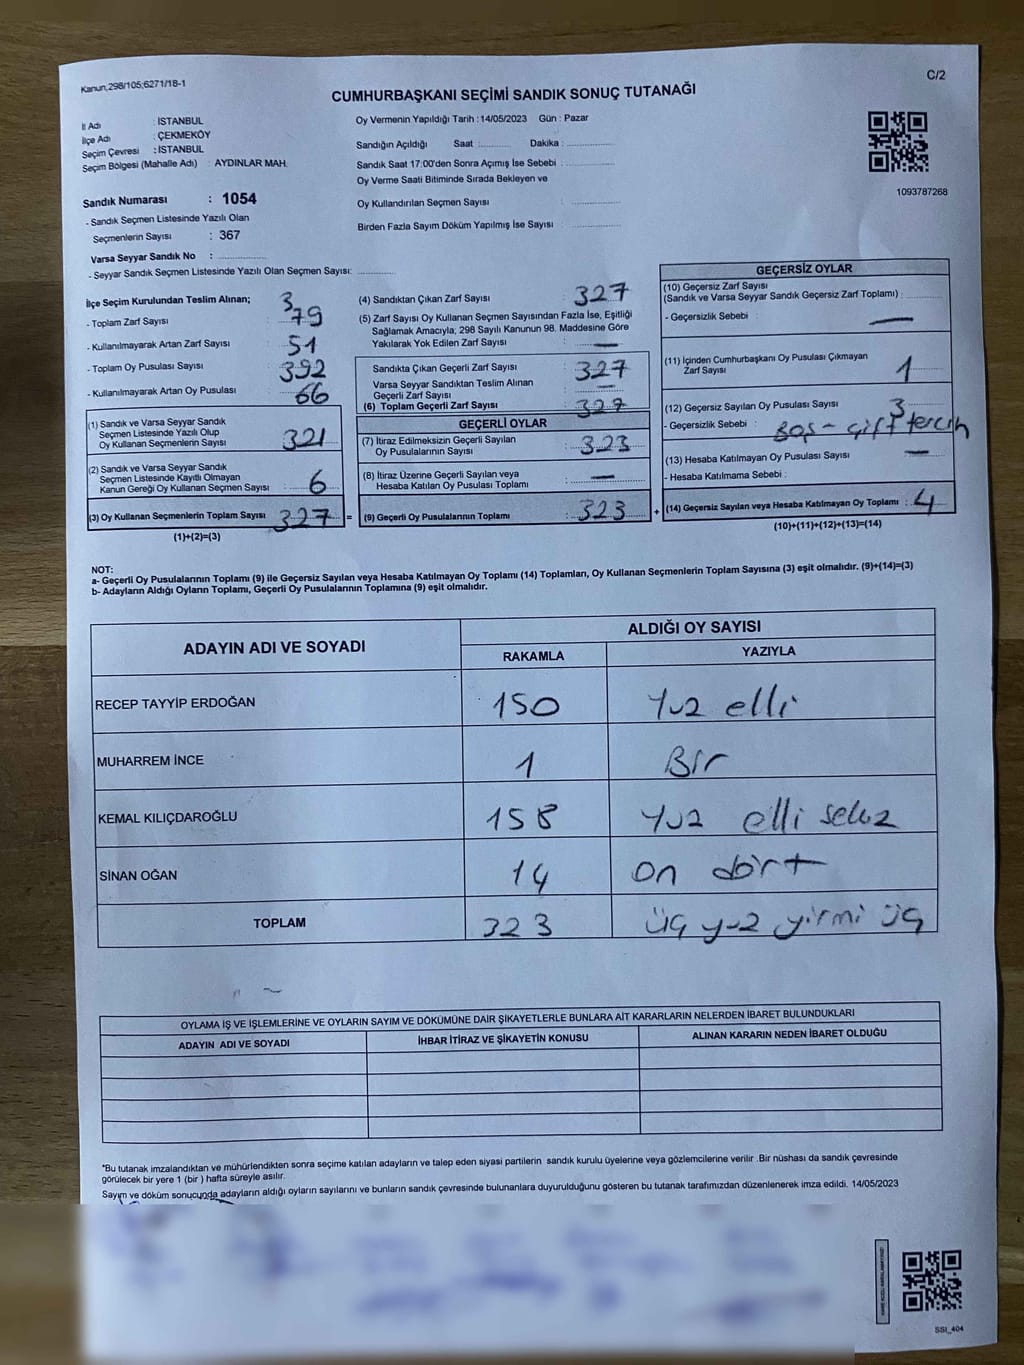 Kanun;298/105;6271/18-1
C/2
CUMHURBAŞKANI SEÇİMİ SANDIK SONUÇ TUTANAĞI
İl Adı : İSTANBUL
İlçe Adı : ÇEKMEKÖY
Seçim Çevresi : İSTANBUL
Seçim Bölgesi (Mahalle Adı) : AYDINLAR MAH.
Sandık Numarası : 1054
- Sandık Seçmen Listesinde Yazılı Olan
Seçmenlerin Sayısı : 367
Varsa Seyyar Sandık No :
- Seyyar Sandık Seçmen Listesinde Yazılı Olan Seçmen Sayısı:
Oy Vermenin Yapıldığı Tarih : 14/05/2023 Gün : Pazar
Sandığın Açıldığı Saat : Dakika :
Sandık Saat 17:00'den Sonra Açımış İse Sebebi :
Oy Verme Saati Bitiminde Sırada Bekleyen ve
Oy Kullandırılan Seçmen Sayısı :
Birden Fazla Sayım Döküm Yapılmış İse Sayısı :
1093787268
İlçe Seçim Kurulundan Teslim Alınan;
- Toplam Zarf Sayısı : 379
- Kullanılmayarak Artan Zarf Sayısı : 51
- Toplam Oy Pusulası Sayısı : 392
- Kullanılmayarak Artan Oy Pusulası : 66
(1) Sandık ve Varsa Seyyar Sandık
Seçmen Listesinde Yazılı Olup
Oy Kullanan Seçmenlerin Sayısı : 321
(2) Sandık ve Varsa Seyyar Sandık
Seçmen Listesinde Kayıtlı Olmayan
Kanun Gereği Oy Kullanan Seçmen Sayısı : 6
(3) Oy Kullanan Seçmenlerin Toplam Sayısı : 327 =
(1)+(2)=(3)
(4) Sandıktan Çıkan Zarf Sayısı : 327
(5) Zarf Sayısı Oy Kullanan Seçmen Sayısından Fazla İse, Eşitliği
Sağlamak Amacıyla; 298 Sayılı Kanunun 98. Maddesine Göre
Yakılarak Yok Edilen Zarf Sayısı : —
Sandıkta Çıkan Geçerli Zarf Sayısı : 327
Varsa Seyyar Sandıktan Teslim Alınan
Geçerli Zarf Sayısı : —
(6) Toplam Geçerli Zarf Sayısı : 327
GEÇERLİ OYLAR
(7) İtiraz Edilmeksizin Geçerli Sayılan
Oy Pusulalarının Sayısı : 323
(8) İtiraz Üzerine Geçerli Sayılan veya
Hesaba Katılan Oy Pusulası Toplamı : —
(9) Geçerli Oy Pusulalarının Toplamı : 323 +
GEÇERSİZ OYLAR
(10) Geçersiz Zarf Sayısı
(Sandık ve Varsa Seyyar Sandık Geçersiz Zarf Toplamı) :
- Geçersizlik Sebebi : —
(11) İçinden Cumhurbaşkanı Oy Pusulası Çıkmayan
Zarf Sayısı : 1
(12) Geçersiz Sayılan Oy Pusulası Sayısı : 3
- Geçersizlik Sebebi : Boş - çift tercih
(13) Hesaba Katılmayan Oy Pusulası Sayısı : —
- Hesaba Katılmama Sebebi :
(14) Geçersiz Sayılan veya Hesaba Katılmayan Oy Toplamı : 4
(10)+(11)+(12)+(13)=(14)
NOT:
a- Geçerli Oy Pusulalarının Toplamı (9) ile Geçersiz Sayılan veya Hesaba Katılmayan Oy Toplamı (14) Toplamları, Oy Kullanan Seçmenlerin Toplam Sayısına (3) eşit olmalıdır. (9)+(14)=(3)
b- Adayların Aldığı Oyların Toplamı, Geçerli Oy Pusulalarının Toplamına (9) eşit olmalıdır.
ADAYIN ADI VE SOYADI
ALDIĞI OY SAYISI
RAKAMLA YAZIYLA
RECEP TAYYİP ERDOĞAN 150 Yuz elli
MUHARREM İNCE 1 Bir
KEMAL KILIÇDAROĞLU 158 Yuz elli sekiz
SİNAN OĞAN 14 on dört
TOPLAM 323 üç yuz yirmi üç
OYLAMA İŞ VE İŞLEMLERİNE VE OYLARIN SAYIM VE DÖKÜMÜNE DAİR ŞİKAYETLERLE BUNLARA AİT KARARLARIN NELERDEN İBARET BULUNDUKLARI
ADAYIN ADI VE SOYADI İHBAR İTİRAZ VE ŞİKAYETİN KONUSU ALINAN KARARIN NEDEN İBARET OLDUĞU
*Bu tutanak imzalandıktan ve mühürlendikten sonra seçime katılan adayların ve talep eden siyasi partilerin sandık kurulu üyelerine veya gözlemcilerine verilir .Bir nüshası da sandık çevresinde
görülecek bir yere 1 (bir ) hafta süreyle asılır.
Sayım ve döküm sonucunda adayların aldığı oyların sayılarını ve bunların sandık çevresinde bulunanlara duyurulduğunu gösteren bu tutanak tarafımızdan düzenlenerek imza edildi. 14/05/2023
SSI_404